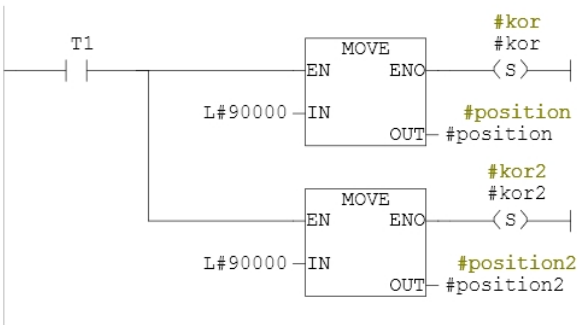 #kor
T1 MOVE #kor
EN ENO (S)
L#90000 IN #position
OUT #position
#kor2
MOVE #kor2
EN ENO (S)
L#90000 IN #position2
OUT #position2